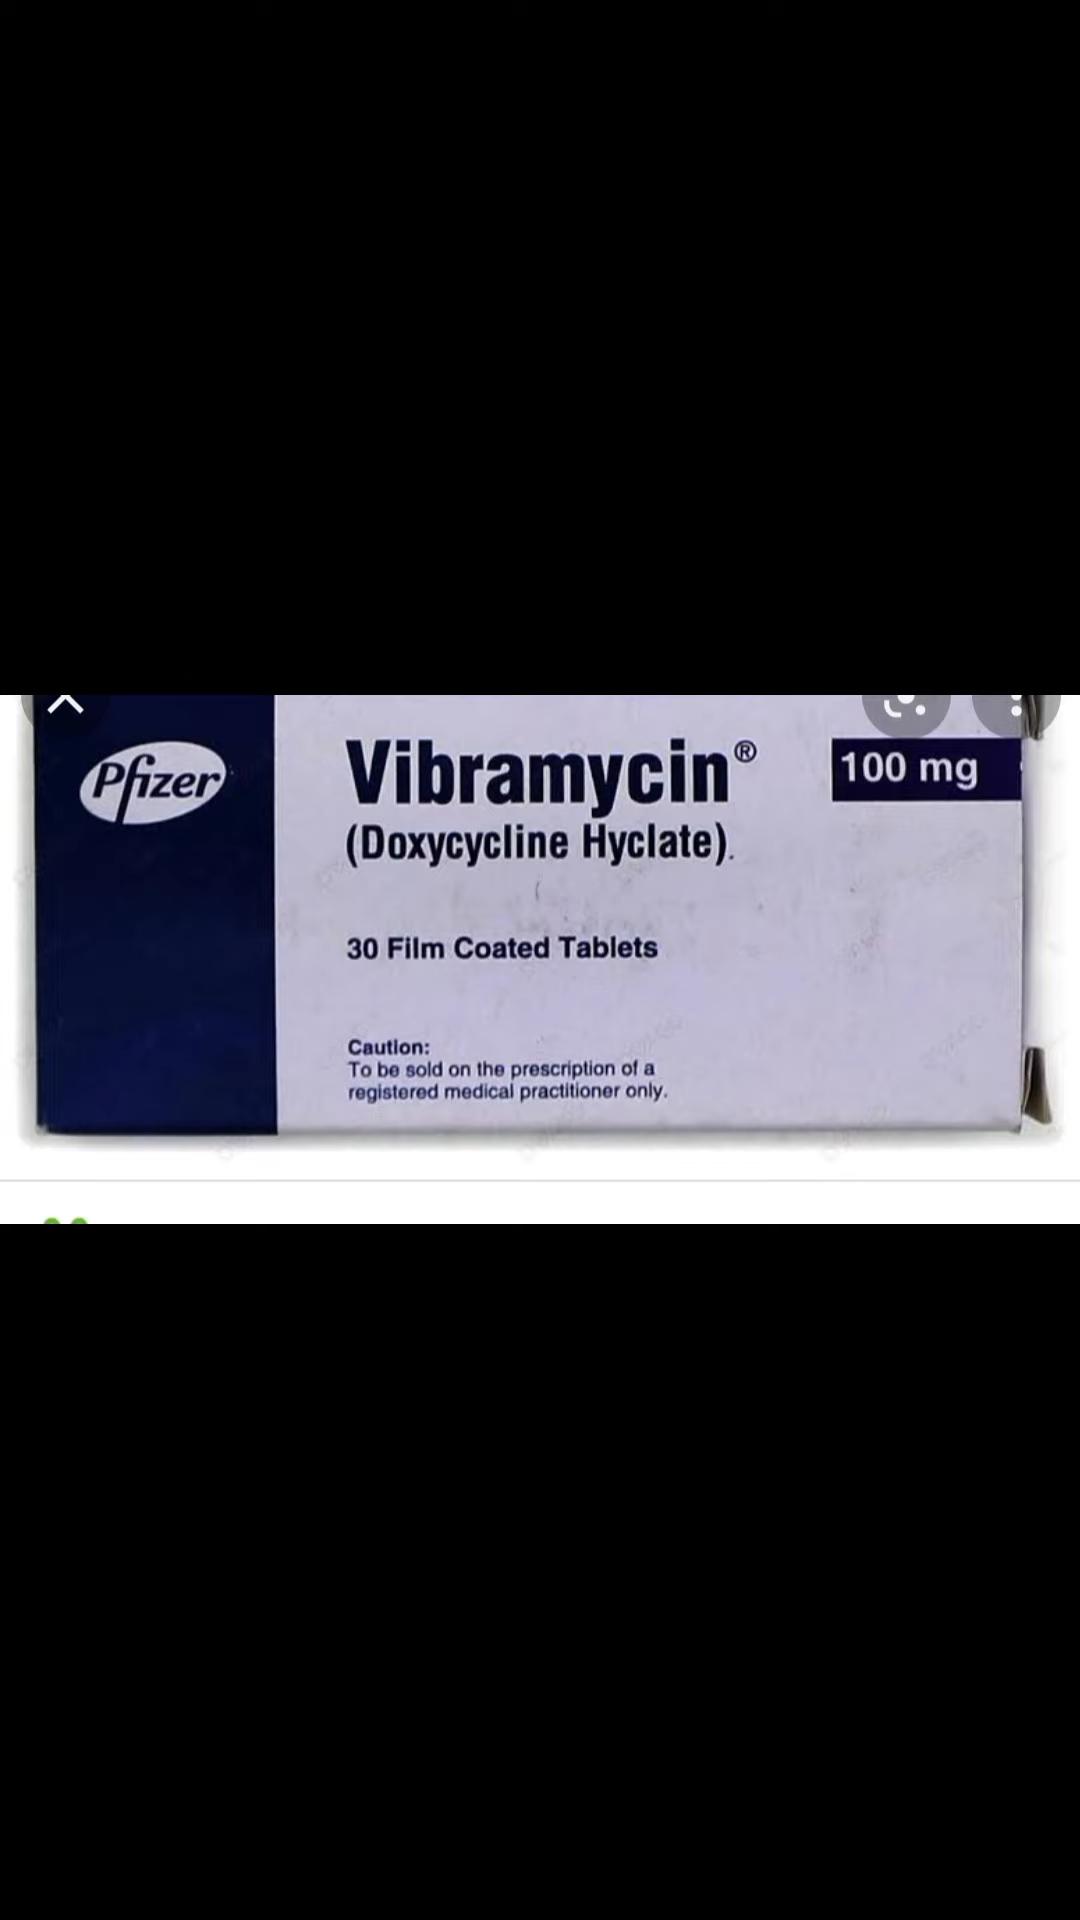 Pfizer
Vibramycin®
100 mg
(Doxycycline Hyclate).
30 Film Coated Tablets
Caution:
To be sold on the prescription of a
registered medical practitioner only.